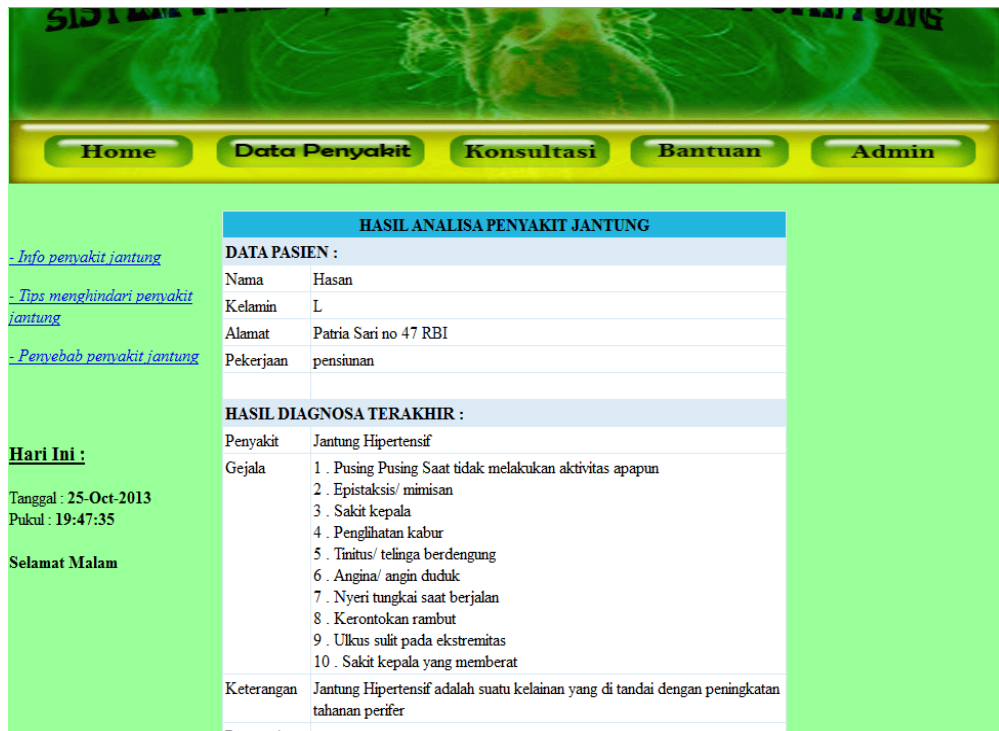 Home Data Penyakit Konsultasi Bantuan Admin
- Info penyakit jantung
- Tips menghindari penyakit
jantung
- Penyebab penyakit jantung
Hari Ini :
Tanggal : 25-Oct-2013
Pukul : 19:47:35
Selamat Malam
HASIL ANALISA PENYAKIT JANTUNG
DATA PASIEN :
Nama Hasan
Kelamin L
Alamat Patria Sari no 47 RBI
Pekerjaan pensiunan
HASIL DIAGNOSA TERAKHIR :
Penyakit Jantung Hipertensif
Gejala 1 . Pusing Pusing Saat tidak melakukan aktivitas apapun
2 . Epistaksis/ mimisan
3 . Sakit kepala
4 . Penglihatan kabur
5 . Tinitus/ telinga berdengung
6 . Angina/ angin duduk
7 . Nyeri tungkai saat berjalan
8 . Kerontokan rambut
9 . Ulkus sulit pada ekstremitas
10 . Sakit kepala yang memberat
Keterangan Jantung Hipertensif adalah suatu kelainan yang di tandai dengan peningkatan
tahanan perifer